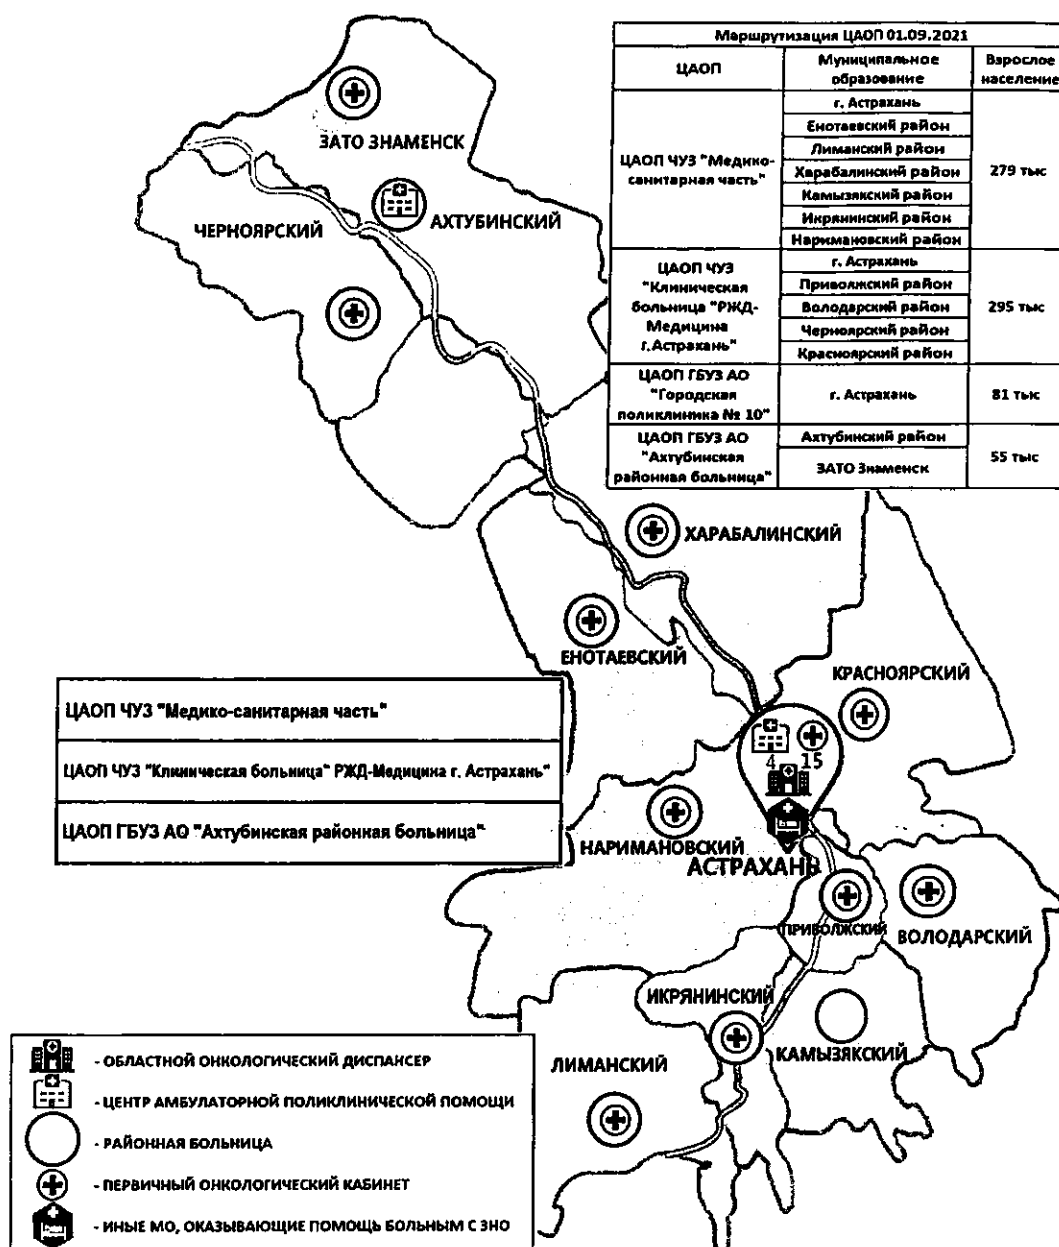 Маршрутизация ЦАОП 01.09.2021
ЦАОП
Муниципальное
образование
Взрослое
население
ЦАОП ЧУЗ "Медико-
санитарная часть"
г. Астрахань
Енотаевский район
Лиманский район
Харабалинский район
Камызякский район
Икрянинский район
Наримановский район
279 тыс
ЦАОП ЧУЗ
"Клиническая
больница "РЖД-
Медицина
г.Астрахань"
г. Астрахань
Приволжский район
Володарский район
Черноярский район
Красноярский район
295 тыс
ЦАОП ГБУЗ АО
"Городская
поликлиника № 10"
г. Астрахань
81 тыс
ЦАОП ГБУЗ АО
"Ахтубинская
районная больница"
Ахтубинский район
ЗАТО Знаменск
55 тыс
ЗАТО ЗНАМЕНСК
ЧЕРНОЯРСКИЙ
АХТУБИНСКИЙ
ХАРАБАЛИНСКИЙ
ЕНОТАЕВСКИЙ
КРАСНОЯРСКИЙ
4 15
НАРИМАНОВСКИЙ
АСТРАХАНЬ
ПРИВОЛЖСКИЙ
ВОЛОДАРСКИЙ
ИКРЯНИНСКИЙ
КАМЫЗЯКСКИЙ
ЛИМАНСКИЙ
ЦАОП ЧУЗ "Медико-санитарная часть"
ЦАОП ЧУЗ "Клиническая больница" РЖД-Медицина г. Астрахань"
ЦАОП ГБУЗ АО "Ахтубинская районная больница"
- ОБЛАСТНОЙ ОНКОЛОГИЧЕСКИЙ ДИСПАНСЕР
- ЦЕНТР АМБУЛАТОРНОЙ ПОЛИКЛИНИЧЕСКОЙ ПОМОЩИ
- РАЙОННАЯ БОЛЬНИЦА
- ПЕРВИЧНЫЙ ОНКОЛОГИЧЕСКИЙ КАБИНЕТ
- ИНЫЕ МО, ОКАЗЫВАЮЩИЕ ПОМОЩЬ БОЛЬНЫМ С ЗНО